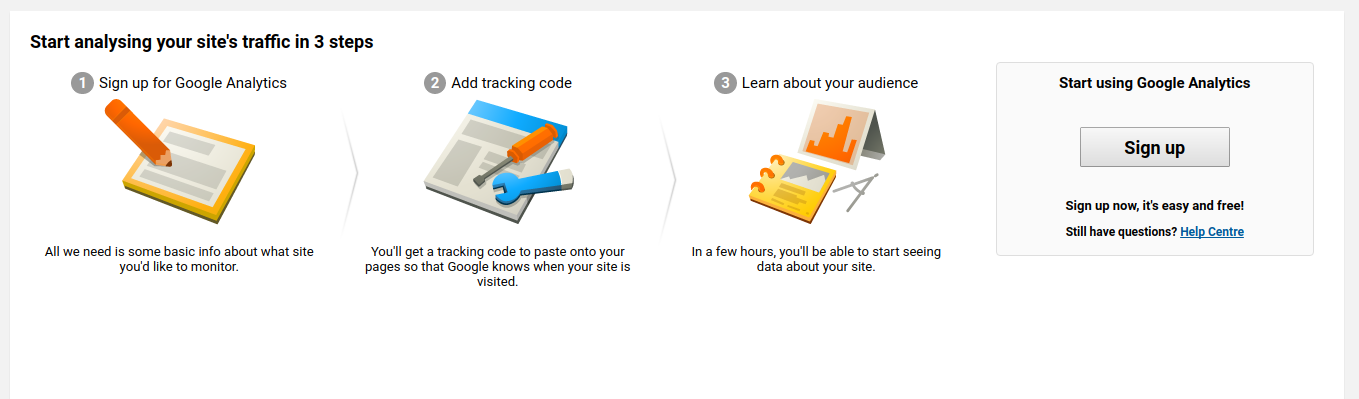 Start analysing your site's traffic in 3 steps
1 Sign up for Google Analytics
All we need is some basic info about what site
you'd like to monitor.
2 Add tracking code
You'll get a tracking code to paste onto your
pages so that Google knows when your site is
visited.
3 Learn about your audience
In a few hours, you'll be able to start seeing
data about your site.
Start using Google Analytics
Sign up
Sign up now, it's easy and free!
Still have questions? Help Centre